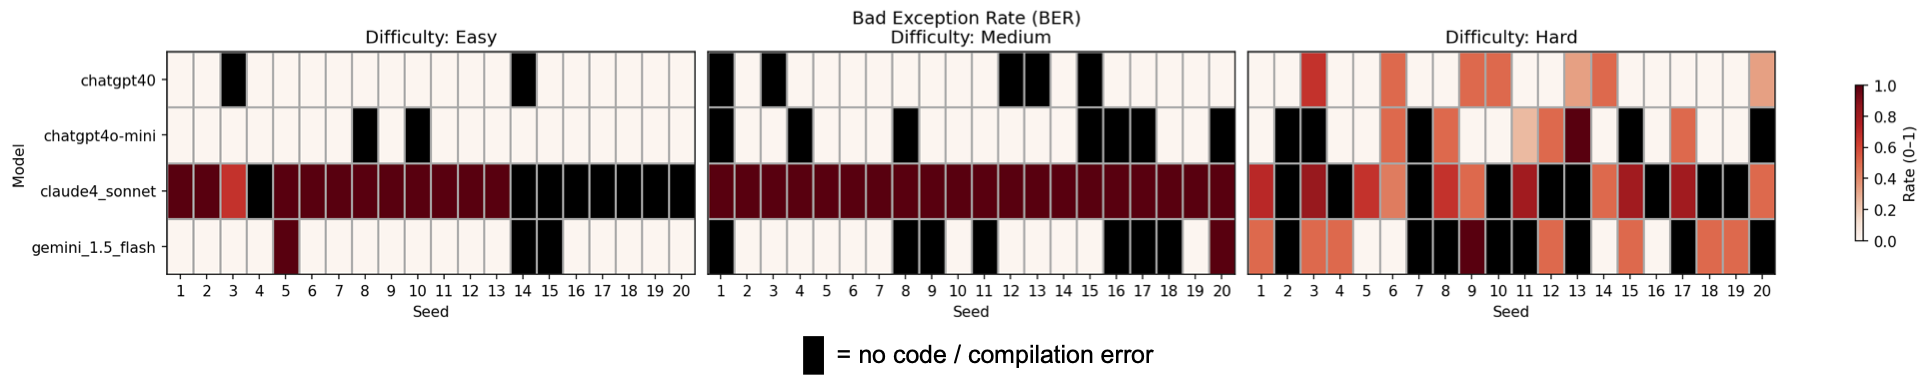 Bad Exception Rate (BER)
Difficulty: Easy
Difficulty: Medium
Difficulty: Hard
Model
chatgpt40
chatgpt4o-mini
claude4_sonnet
gemini_1.5_flash
1 2 3 4 5 6 7 8 9 10 11 12 13 14 15 16 17 18 19 20
Seed
1 2 3 4 5 6 7 8 9 10 11 12 13 14 15 16 17 18 19 20
Seed
1 2 3 4 5 6 7 8 9 10 11 12 13 14 15 16 17 18 19 20
Seed
1.0
0.8
0.6
0.4
0.2
0.0
Rate (0–1)
= no code / compilation error